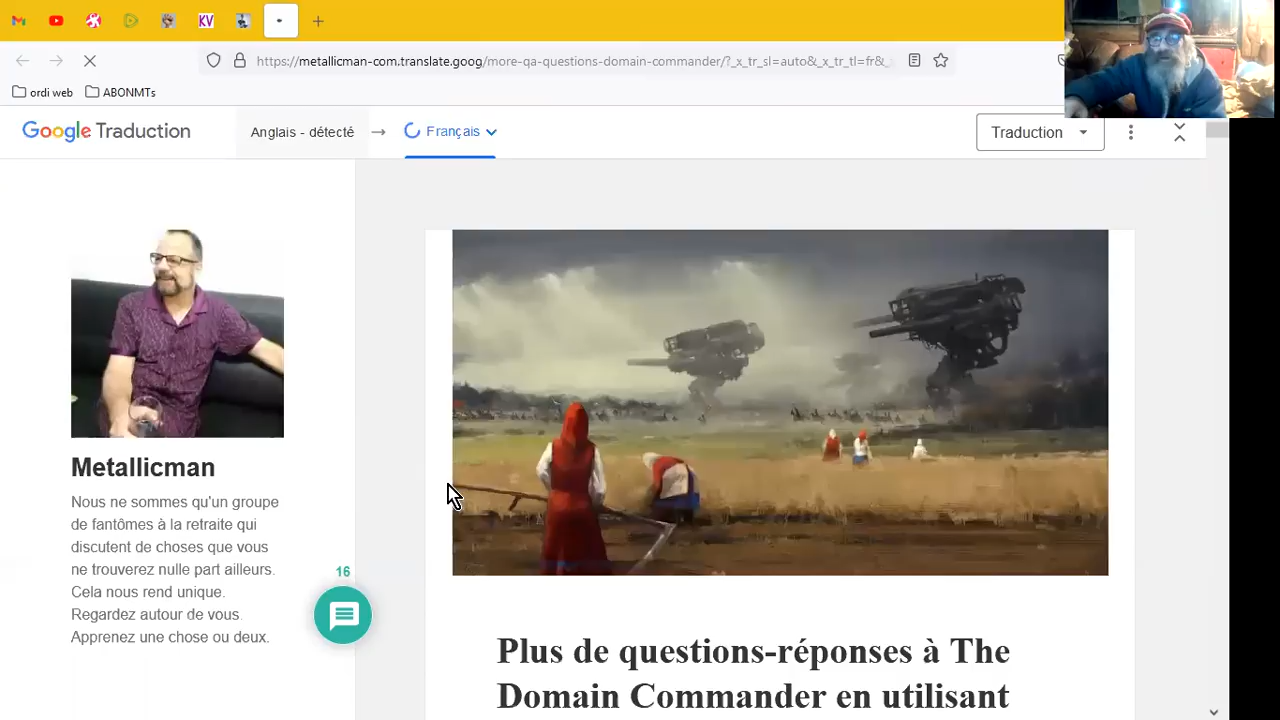 KV
https://metallicman-com.translate.goog/more-real-questions-domain-commander/?_x_tr_sl=auto&_x_tr_tl=fr&_
ordi web ABONMTs
Google Traduction Anglais - détecté → Français Traduction
Metallicman
Nous ne sommes qu'un groupe
de fantômes à la retraite qui
discutent de choses que vous
ne trouverez nulle part ailleurs.
Cela nous rend unique.
Regardez autour de vous.
Apprenez une chose ou deux.
16
Plus de questions-réponses à The
Domain Commander en utilisant